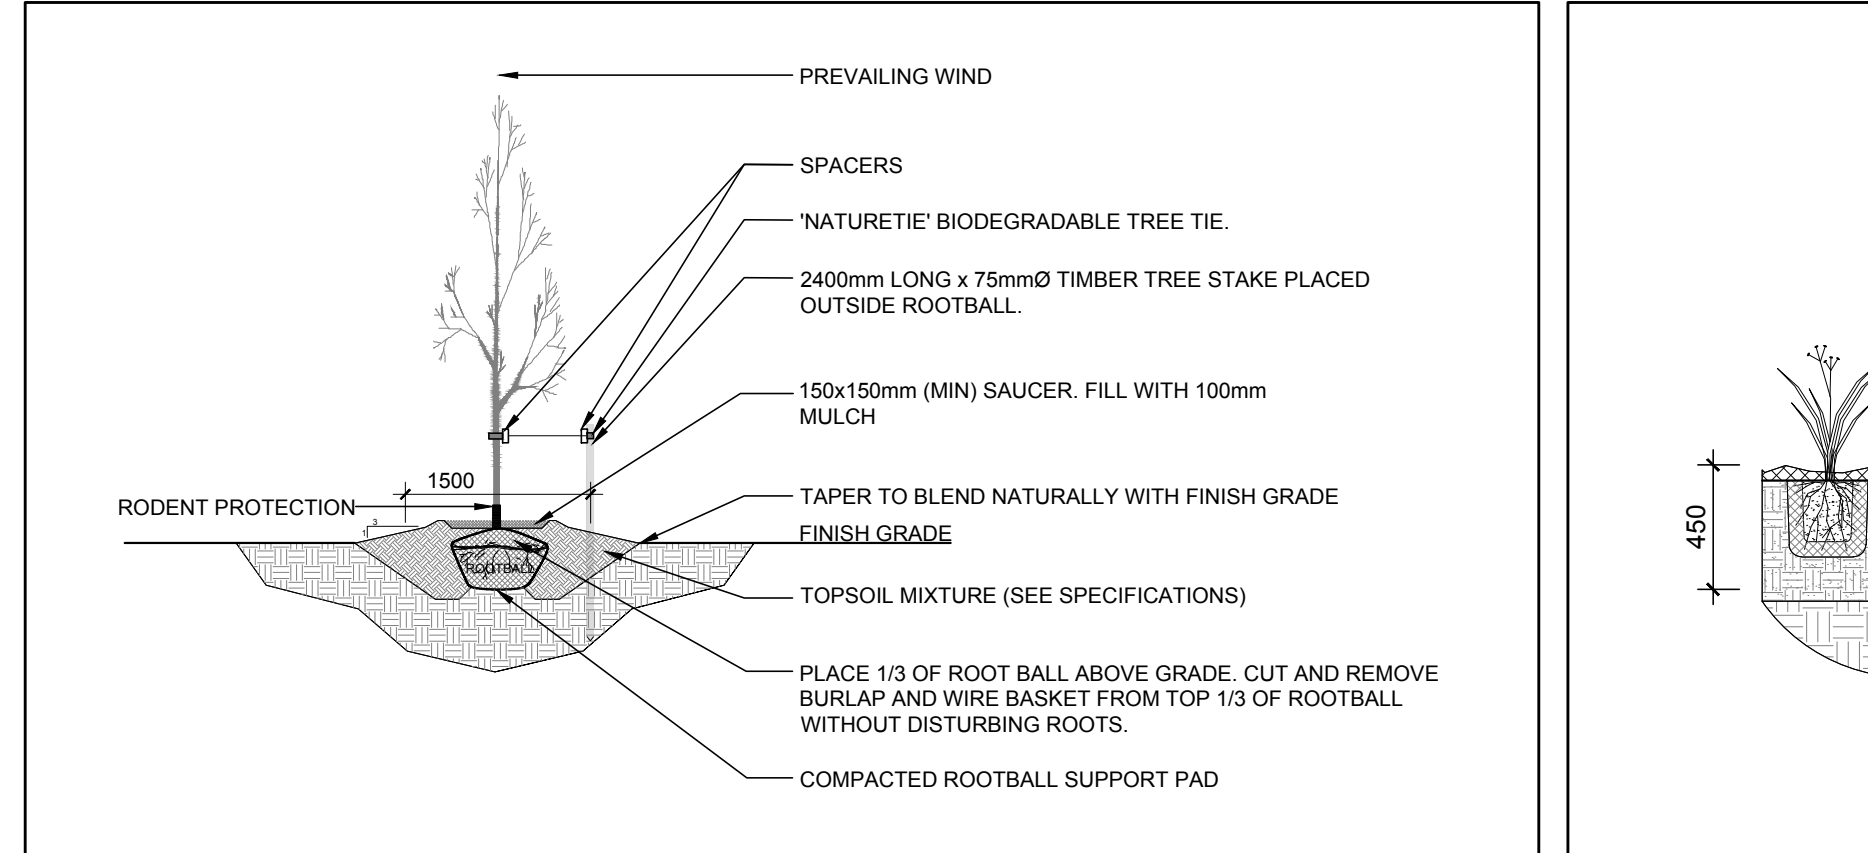 PREVAILING WIND
SPACERS
'NATURETIE' BIODEGRADABLE TREE TIE.
2400mm LONG x 75mmØ TIMBER TREE STAKE PLACED
OUTSIDE ROOTBALL.
150x150mm (MIN) SAUCER. FILL WITH 100mm
MULCH
1500
RODENT PROTECTION
3
1
TAPER TO BLEND NATURALLY WITH FINISH GRADE
FINISH GRADE
ROOTBALL
TOPSOIL MIXTURE (SEE SPECIFICATIONS)
PLACE 1/3 OF ROOT BALL ABOVE GRADE. CUT AND REMOVE
BURLAP AND WIRE BASKET FROM TOP 1/3 OF ROOTBALL
WITHOUT DISTURBING ROOTS.
COMPACTED ROOTBALL SUPPORT PAD
450